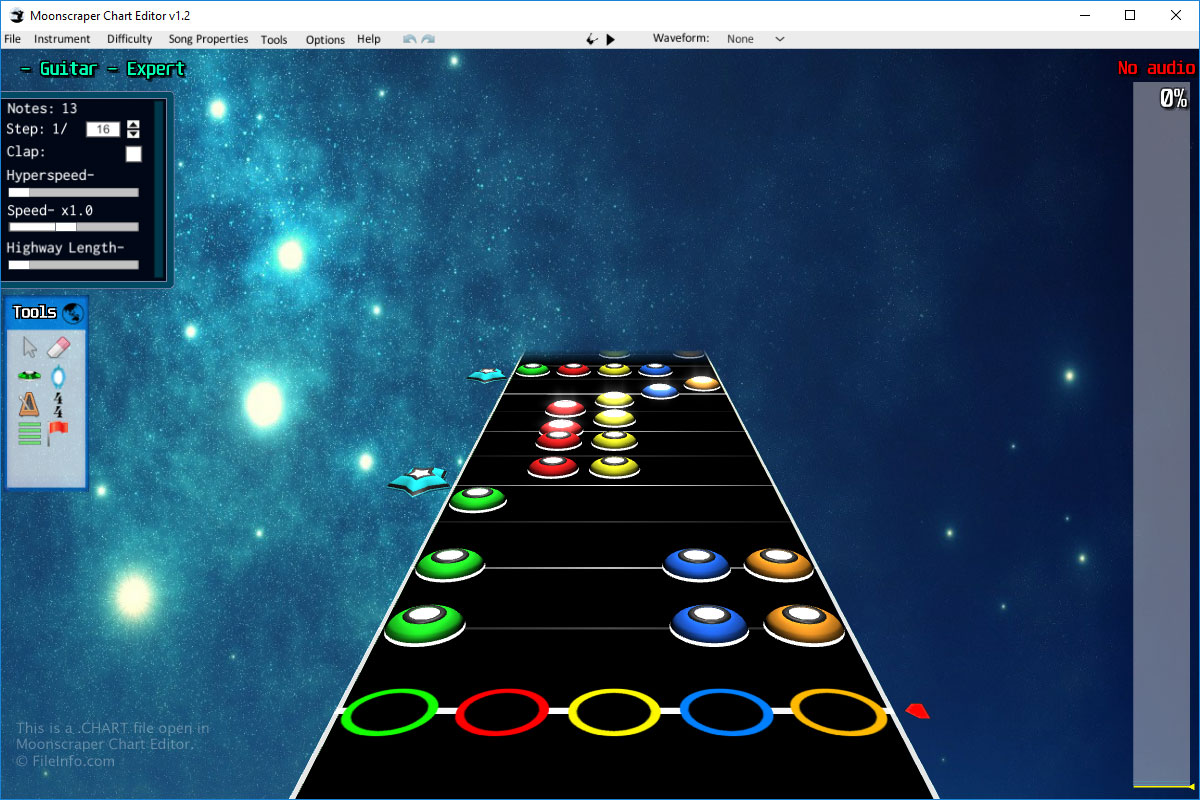 Moonscraper Chart Editor v1.2
File Instrument Difficulty Song Properties Tools Options Help Waveform: None
- Guitar - Expert
No audio
0%
Notes: 13
Step: 1/ 16
Clap:
Hyperspeed-
Speed- x1.0
Highway Length-
Tools
4
4
This is a .CHART file open in
Moonscraper Chart Editor.
© FileInfo.com